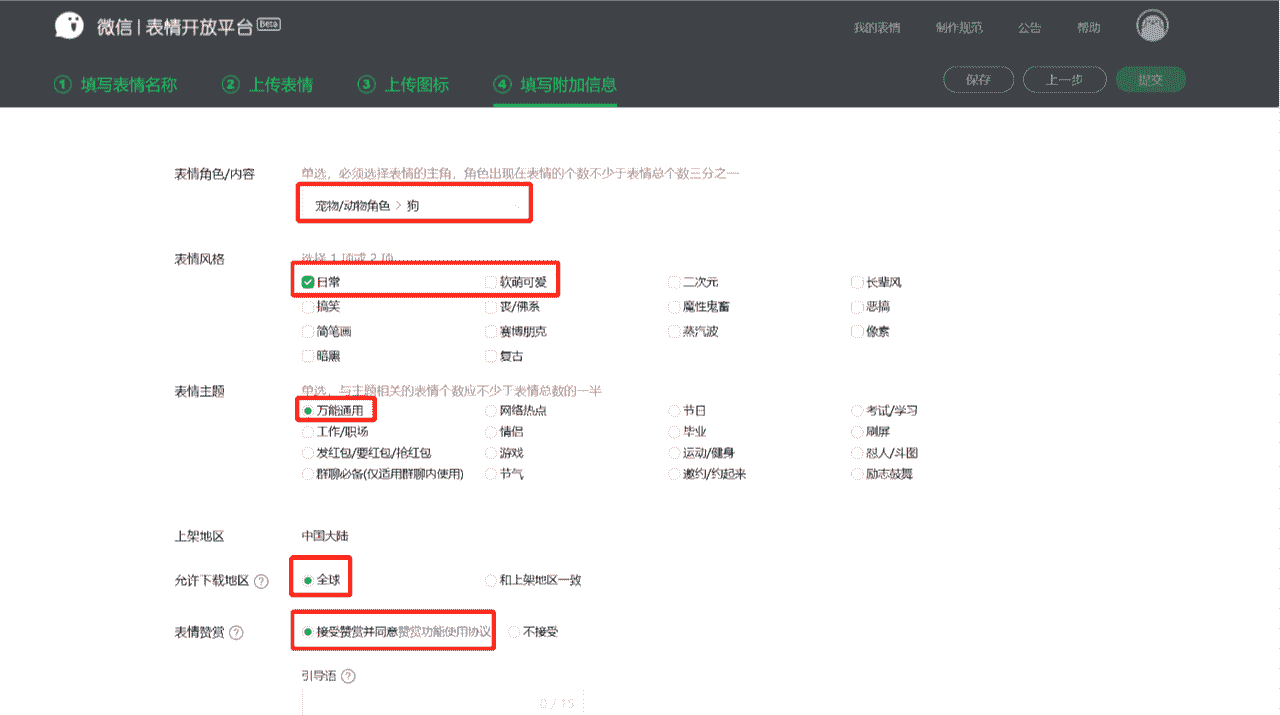 微信 | 表情开放平台 Beta
我的表情 制作规范 公告 帮助
① 填写表情名称 ② 上传表情 ③ 上传图标 ④ 填写附加信息
保存 上一步 提交
表情角色/内容 单选，必须选择表情的主角，角色出现在表情的个数不少于表情总个数三分之一
宠物/动物角色 > 狗
表情风格 选择 1 项或 2 项
日常 软萌可爱 二次元 长辈风
搞笑 丧/佛系 魔性鬼畜 恶搞
简笔画 赛博朋克 蒸汽波 像素
暗黑 复古
表情主题 单选，与主题相关的表情个数应不少于表情总数的一半
万能通用 网络热点 节日 考试/学习
工作/职场 情侣 毕业 刷屏
发红包/要红包/抢红包 游戏 运动/健身 怼人/斗图
群聊必备(仅适用群聊内使用) 节气 邀约/约起来 励志鼓舞
上架地区 中国大陆
允许下载地区 ? 全球 和上架地区一致
表情赞赏 ? 接受赞赏并同意赞赏功能使用协议 不接受
引导语 ?
0 / 15